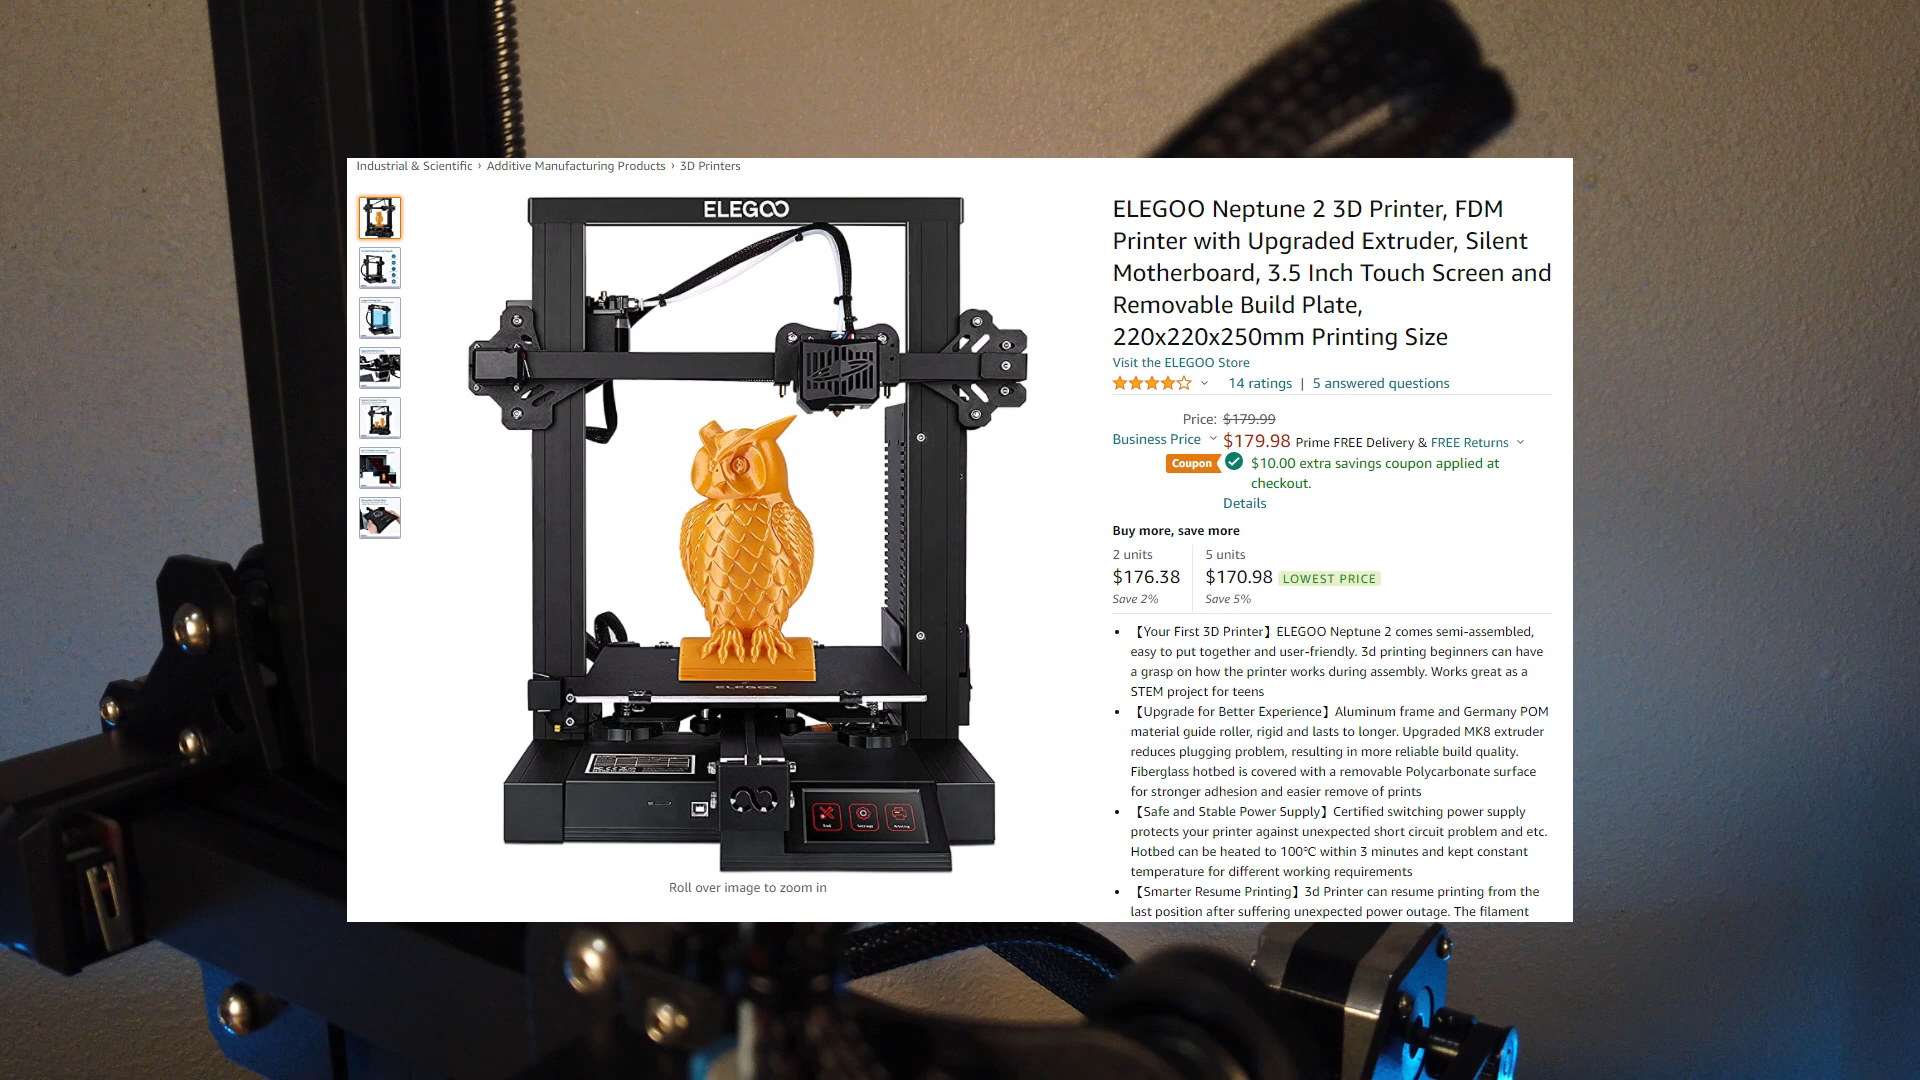 Industrial & Scientific › Additive Manufacturing Products › 3D Printers
ELEGOO
ELEGOO Neptune 2 3D Printer, FDM
Printer with Upgraded Extruder, Silent
Motherboard, 3.5 Inch Touch Screen and
Removable Build Plate,
220x220x250mm Printing Size
Visit the ELEGOO Store
14 ratings | 5 answered questions
Price: $179.99
Business Price $179.98 Prime FREE Delivery & FREE Returns
Coupon $10.00 extra savings coupon applied at
checkout.
Details
Buy more, save more
2 units 5 units
$176.38 $170.98 LOWEST PRICE
Save 2% Save 5%
• 【Your First 3D Printer】ELEGOO Neptune 2 comes semi-assembled,
easy to put together and user-friendly. 3d printing beginners can have
a grasp on how the printer works during assembly. Works great as a
STEM project for teens
• 【Upgrade for Better Experience】Aluminum frame and Germany POM
material guide roller, rigid and lasts to longer. Upgraded MK8 extruder
reduces plugging problem, resulting in more reliable build quality.
Fiberglass hotbed is covered with a removable Polycarbonate surface
for stronger adhesion and easier remove of prints
• 【Safe and Stable Power Supply】Certified switching power supply
protects your printer against unexpected short circuit problem and etc.
Hotbed can be heated to 100℃ within 3 minutes and kept constant
temperature for different working requirements
• 【Smarter Resume Printing】3d Printer can resume printing from the
last position after suffering unexpected power outage. The filament
ELEGOO
Tool Settings Printing
Roll over image to zoom in